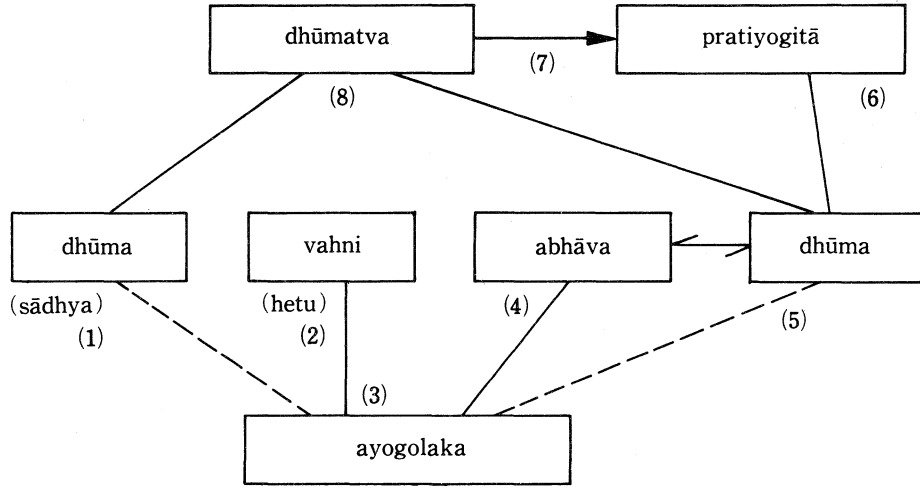 dhūmatva
pratiyogitā
(7)
(8)
(6)
dhūma
vahni
abhāva
dhūma
(sādhya)
(hetu)
(4)
(5)
(1)
(2)
(3)
ayogolaka